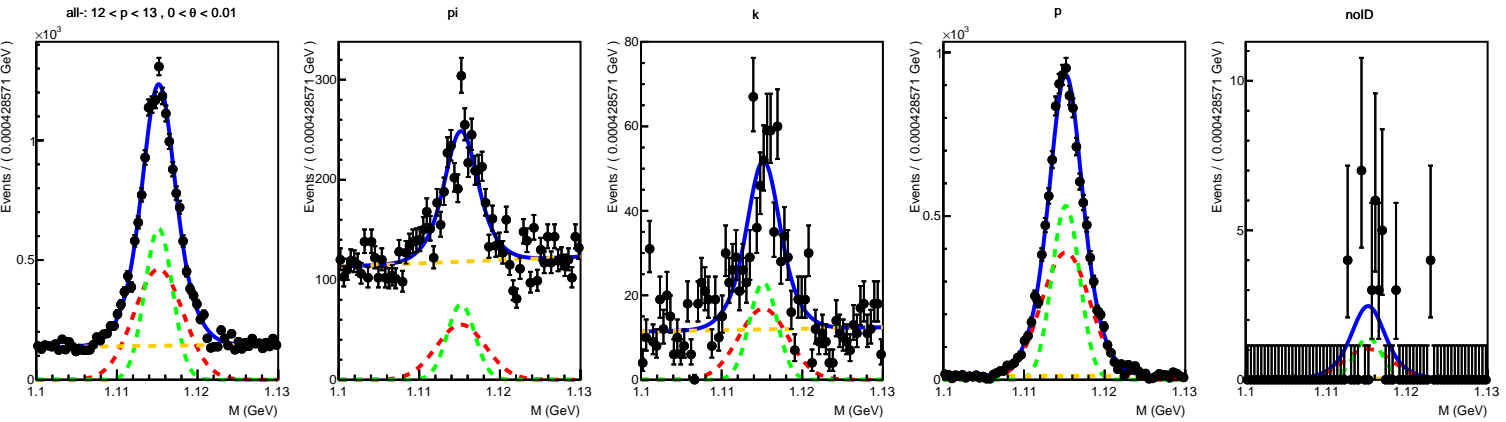 all-: 12 < p < 13 , 0 < θ < 0.01
×10³
Events / ( 0.000428571 GeV )
1
0.5
0
1.1 1.11 1.12 1.13
M (GeV)
pi
Events / ( 0.000428571 GeV )
300
200
100
0
1.1 1.11 1.12 1.13
M (GeV)
k
Events / ( 0.000428571 GeV )
80
60
40
20
0
1.1 1.11 1.12 1.13
M (GeV)
p
×10³
Events / ( 0.000428571 GeV )
1
0.5
0
1.1 1.11 1.12 1.13
M (GeV)
noID
Events / ( 0.000428571 GeV )
10
5
0
1.1 1.11 1.12 1.13
M (GeV)